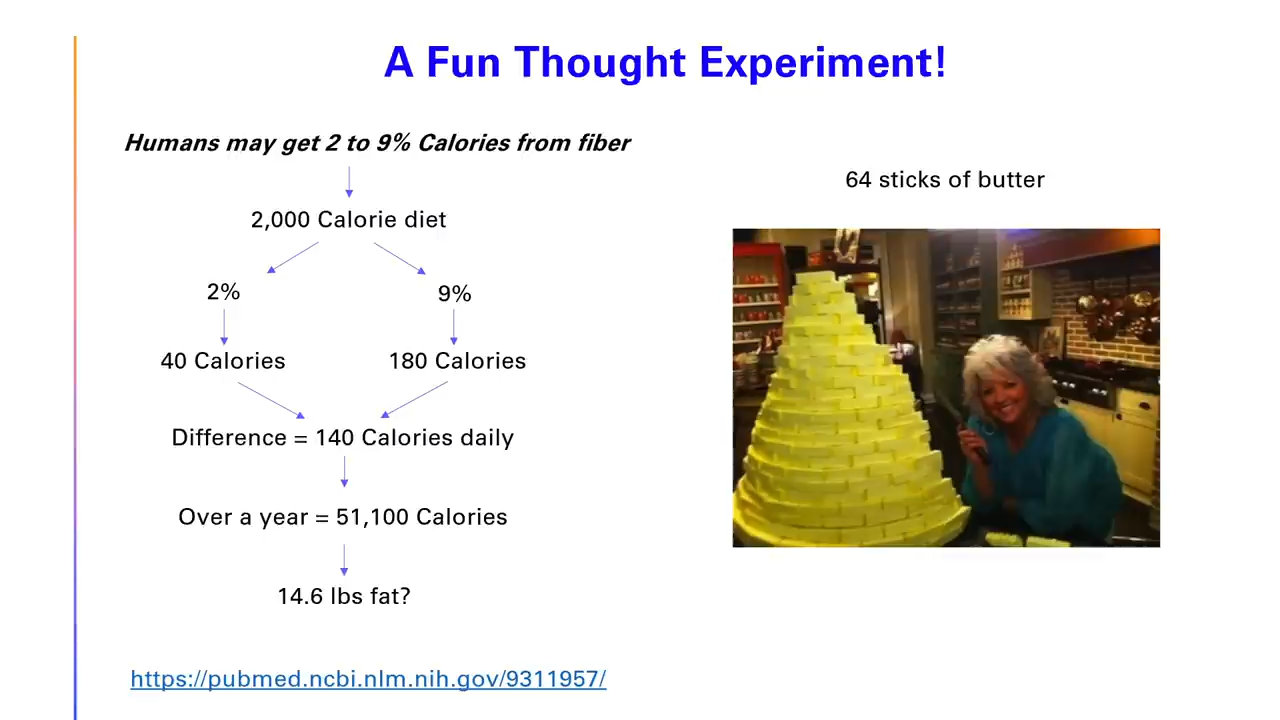 A Fun Thought Experiment!
Humans may get 2 to 9% Calories from fiber
64 sticks of butter
2,000 Calorie diet
2%
9%
40 Calories
180 Calories
Difference = 140 Calories daily
Over a year = 51,100 Calories
14.6 lbs fat?
https://pubmed.ncbi.nlm.nih.gov/9311957/